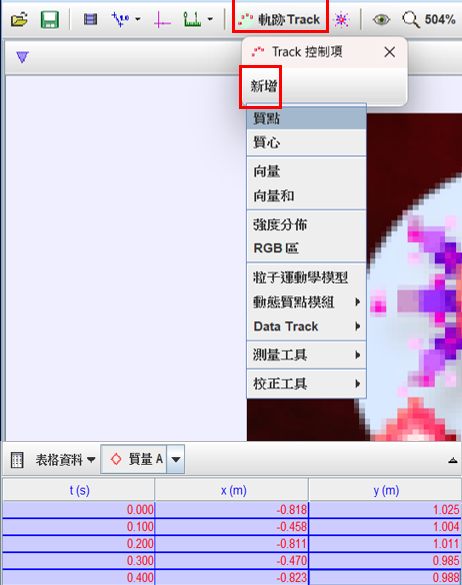 軌跡 Track
504%
Track 控制項
新增
質點
質心
向量
向量和
強度分佈
RGB 區
粒子運動學模型
動態質點模組
Data Track
測量工具
校正工具
表格資料
質量 A
t (s) x (m) y (m)
0.000 -0.818 1.025
0.100 -0.458 1.004
0.200 -0.811 1.011
0.300 -0.470 0.985
0.400 -0.823 0.989